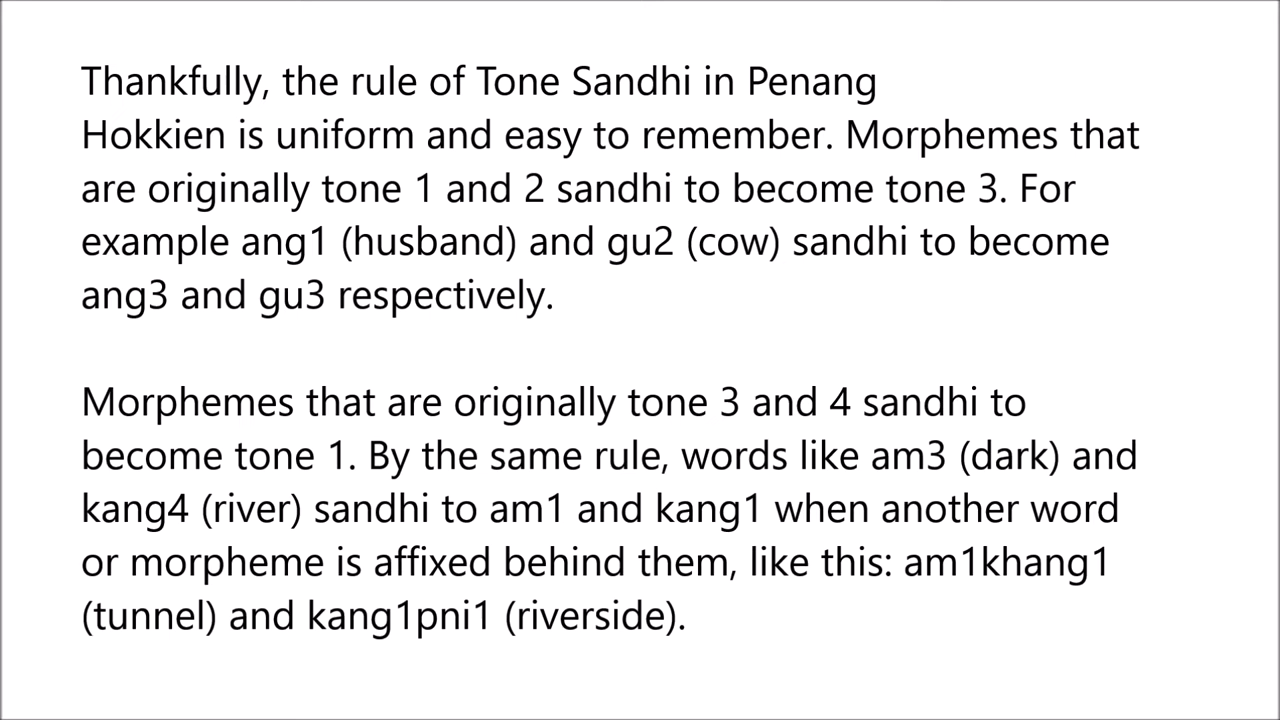 Thankfully, the rule of Tone Sandhi in Penang
Hokkien is uniform and easy to remember. Morphemes that
are originally tone 1 and 2 sandhi to become tone 3. For
example ang1 (husband) and gu2 (cow) sandhi to become
ang3 and gu3 respectively.
Morphemes that are originally tone 3 and 4 sandhi to
become tone 1. By the same rule, words like am3 (dark) and
kang4 (river) sandhi to am1 and kang1 when another word
or morpheme is affixed behind them, like this: am1khang1
(tunnel) and kang1pni1 (riverside).